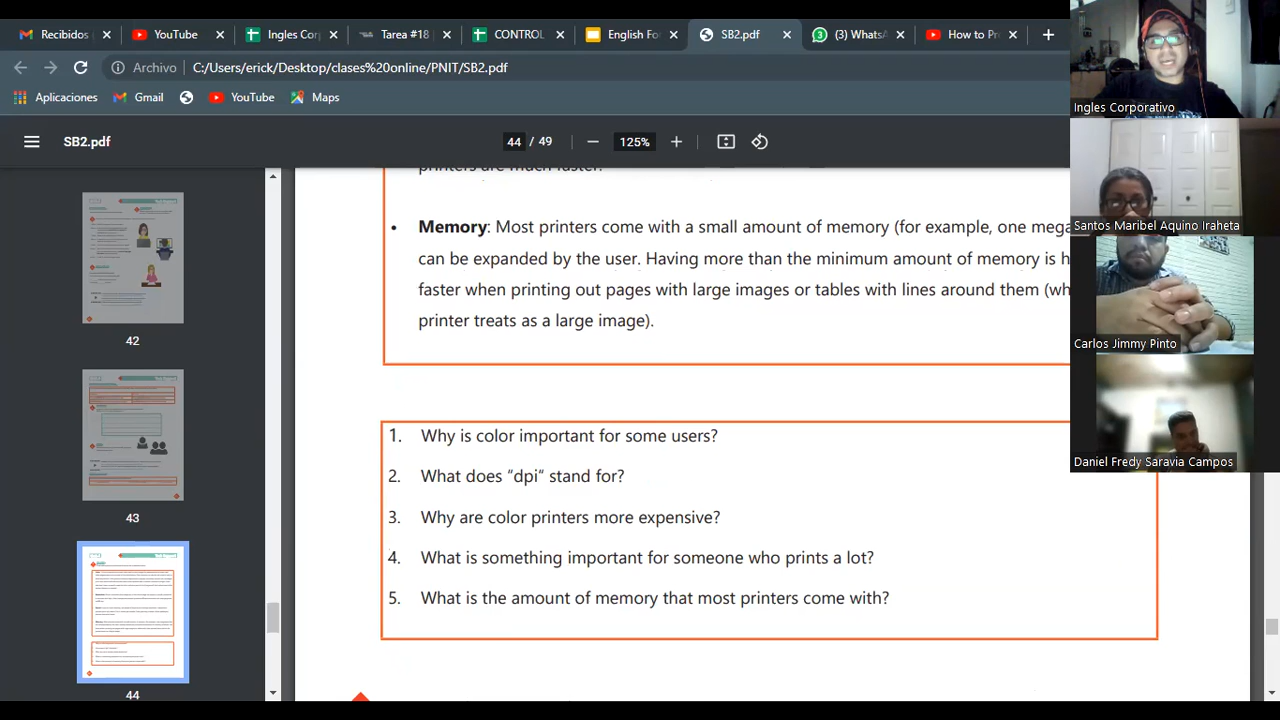 Recibidos (
YouTube
Ingles Cor
Tarea #18
CONTROL
English Fo
SB2.pdf
(3) WhatsA
How to Pr
Archivo
C:/Users/erick/Desktop/clases%20online/PNIT/SB2.pdf
Aplicaciones
Gmail
YouTube
Maps
SB2.pdf
44 / 49
125%
42
43
44
printers are much faster.
• Memory: Most printers come with a small amount of memory (for example, one mega
can be expanded by the user. Having more than the minimum amount of memory is h
faster when printing out pages with large images or tables with lines around them (wh
printer treats as a large image).
1. Why is color important for some users?
2. What does "dpi" stand for?
3. Why are color printers more expensive?
4. What is something important for someone who prints a lot?
5. What is the amount of memory that most printers come with?
Ingles Corporativo
Santos Maribel Aquino Iraheta
Carlos Jimmy Pinto
Daniel Fredy Saravia Campos